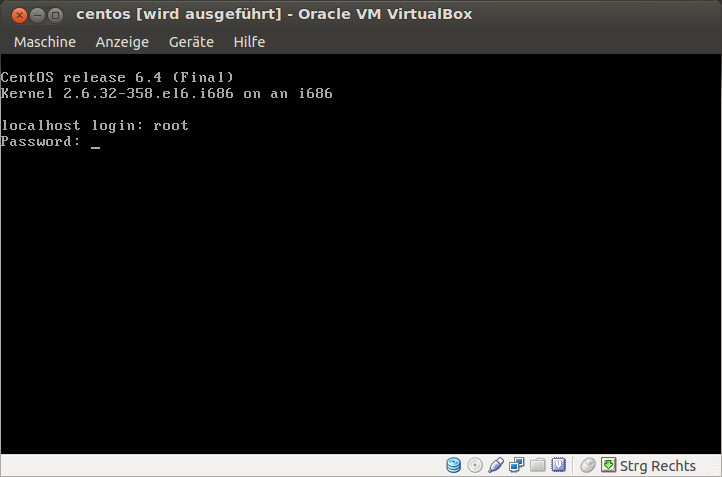 centos [wird ausgeführt] - Oracle VM VirtualBox
Maschine Anzeige Geräte Hilfe
CentOS release 6.4 (Final)
Kernel 2.6.32-358.el6.i686 on an i686
localhost login: root
Password: _
Strg Rechts